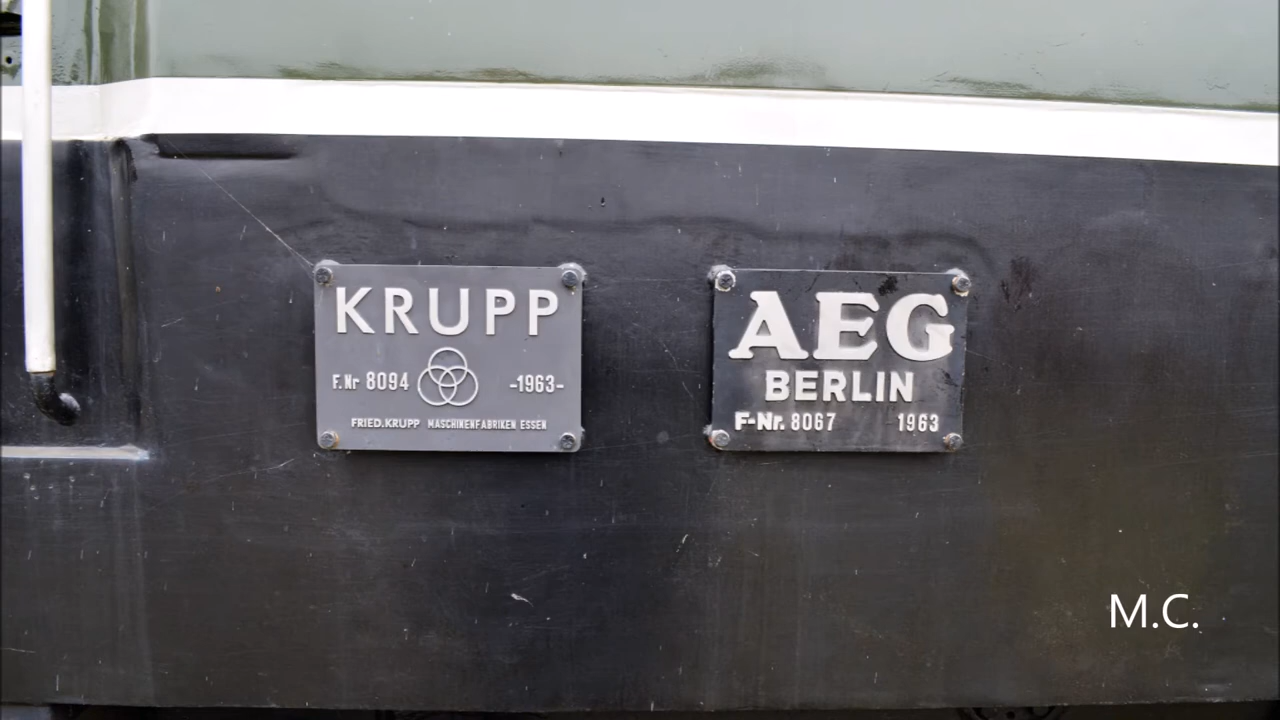 KRUPP
F.Nr 8094 -1963-
FRIED.KRUPP MASCHINENFABRIKEN ESSEN
AEG
BERLIN
F-Nr. 8067 1963
M.C.